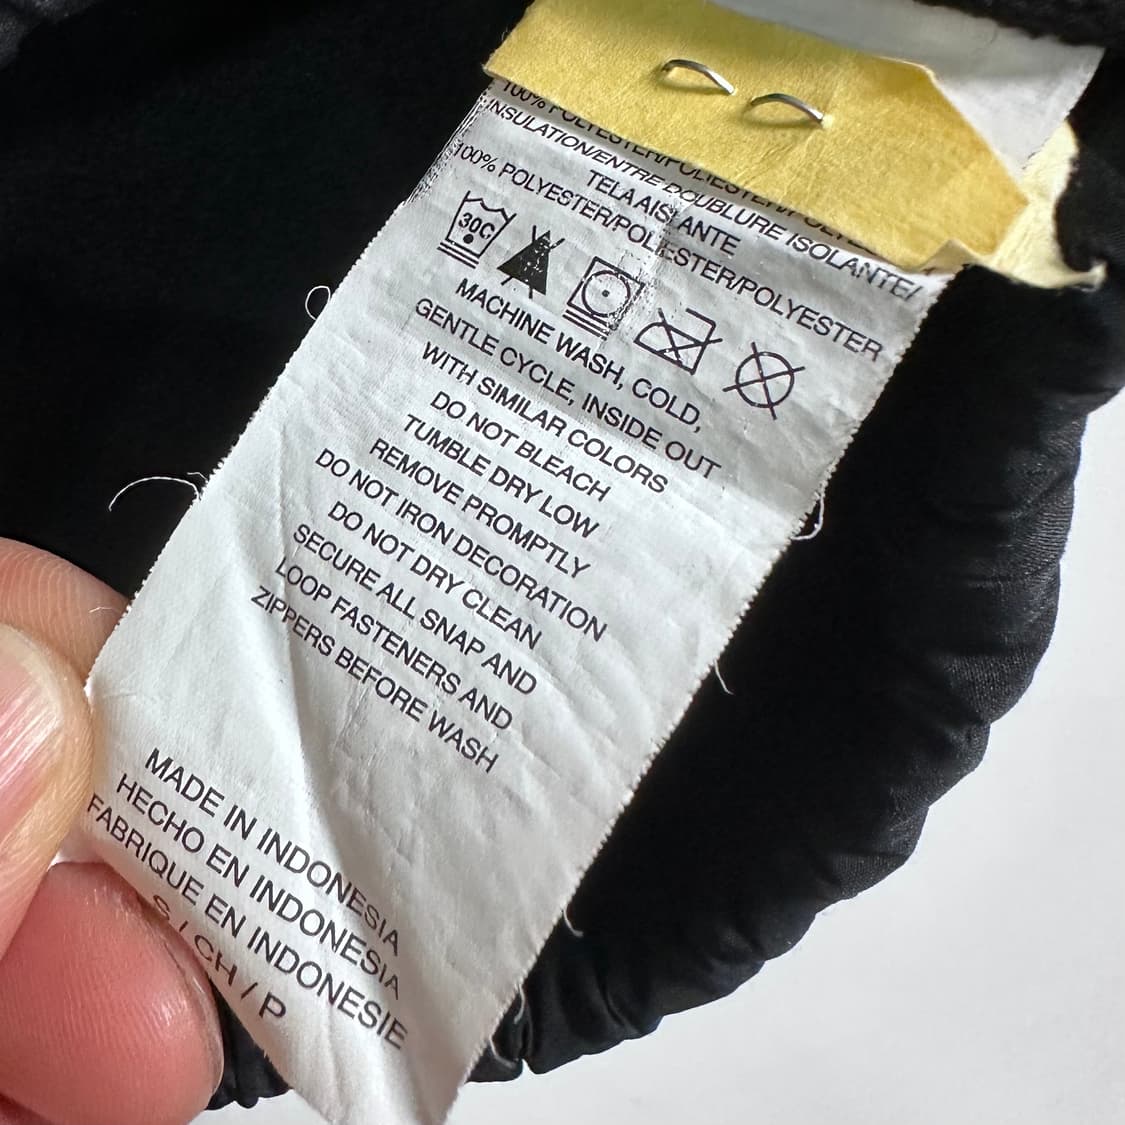 100% POLYESTER/POLIESTER/POLYE
INSULATION/ENTRE DOUBLURE ISOLANTE/
TELA AISLANTE
100% POLYESTER/POLIESTER/POLYESTER
30C
MACHINE WASH, COLD,
GENTLE CYCLE, INSIDE OUT
WITH SIMILAR COLORS
DO NOT BLEACH
TUMBLE DRY LOW
REMOVE PROMPTLY
DO NOT IRON DECORATION
DO NOT DRY CLEAN
SECURE ALL SNAP AND
LOOP FASTENERS AND
ZIPPERS BEFORE WASH
MADE IN INDONESIA
HECHO EN INDONESIA
FABRIQUE EN INDONESIE
S / CH / P